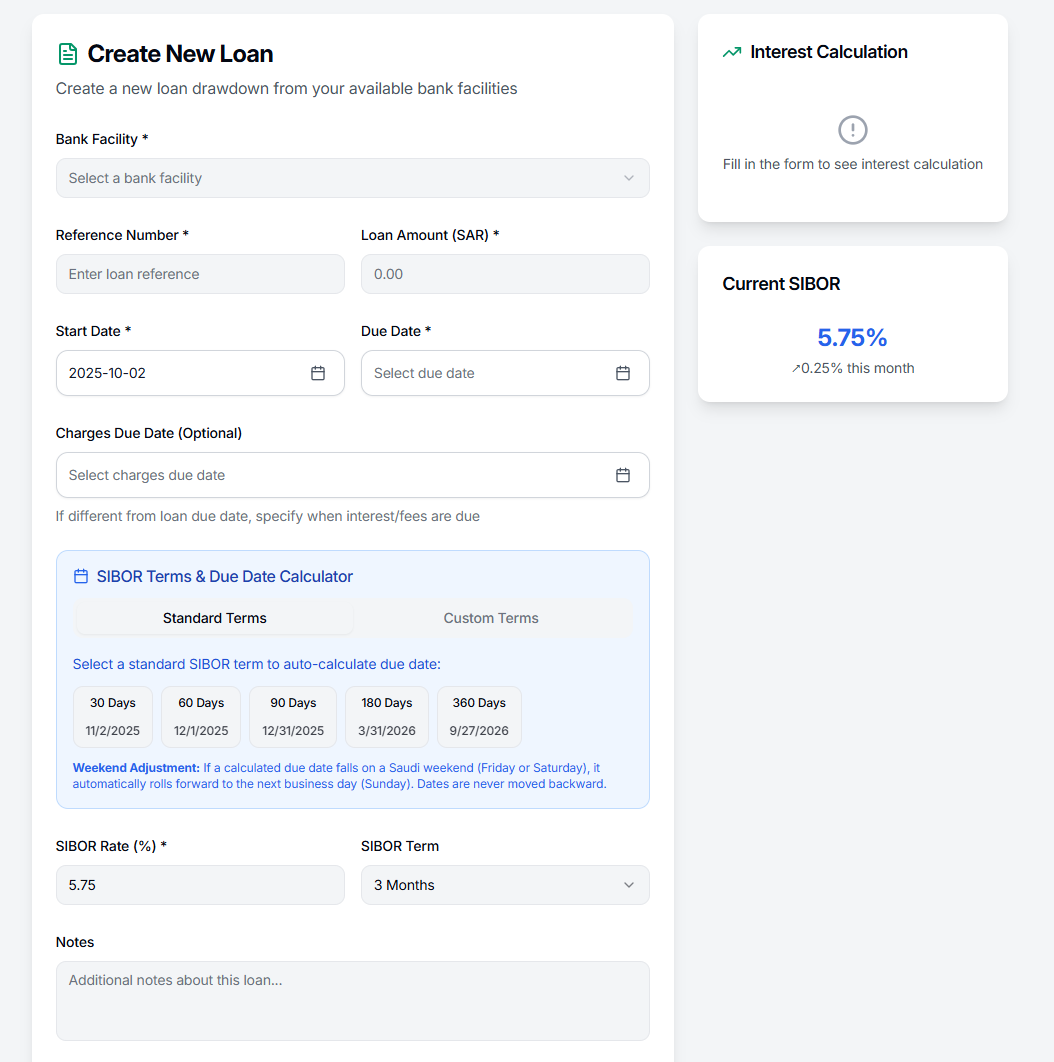 Create New Loan
Create a new loan drawdown from your available bank facilities
Bank Facility *
Select a bank facility
Reference Number *
Loan Amount (SAR) *
Enter loan reference
0.00
Start Date *
Due Date *
2025-10-02
Select due date
Charges Due Date (Optional)
Select charges due date
If different from loan due date, specify when interest/fees are due
SIBOR Terms & Due Date Calculator
Standard Terms
Custom Terms
Select a standard SIBOR term to auto-calculate due date:
30 Days
11/2/2025
60 Days
12/1/2025
90 Days
12/31/2025
180 Days
3/31/2026
360 Days
9/27/2026
Weekend Adjustment: If a calculated due date falls on a Saudi weekend (Friday or Saturday), it
automatically rolls forward to the next business day (Sunday). Dates are never moved backward.
SIBOR Rate (%) *
SIBOR Term
5.75
3 Months
Notes
Additional notes about this loan...
Interest Calculation
Fill in the form to see interest calculation
Current SIBOR
5.75%
↗0.25% this month